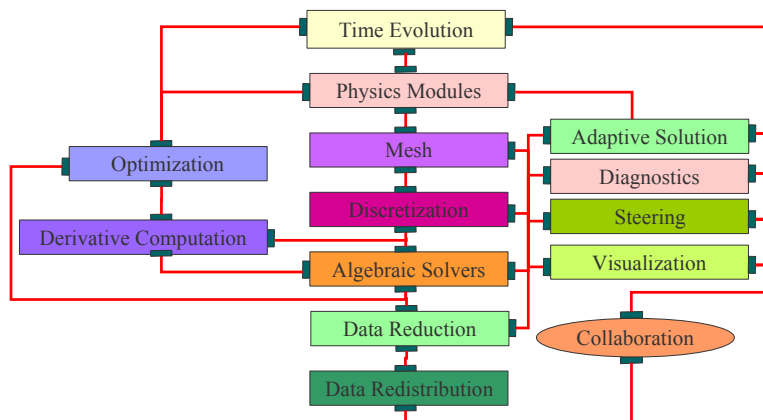 Time Evolution
Physics Modules
Mesh
Adaptive Solution
Optimization
Diagnostics
Discretization
Steering
Derivative Computation
Algebraic Solvers
Visualization
Data Reduction
Collaboration
Data Redistribution